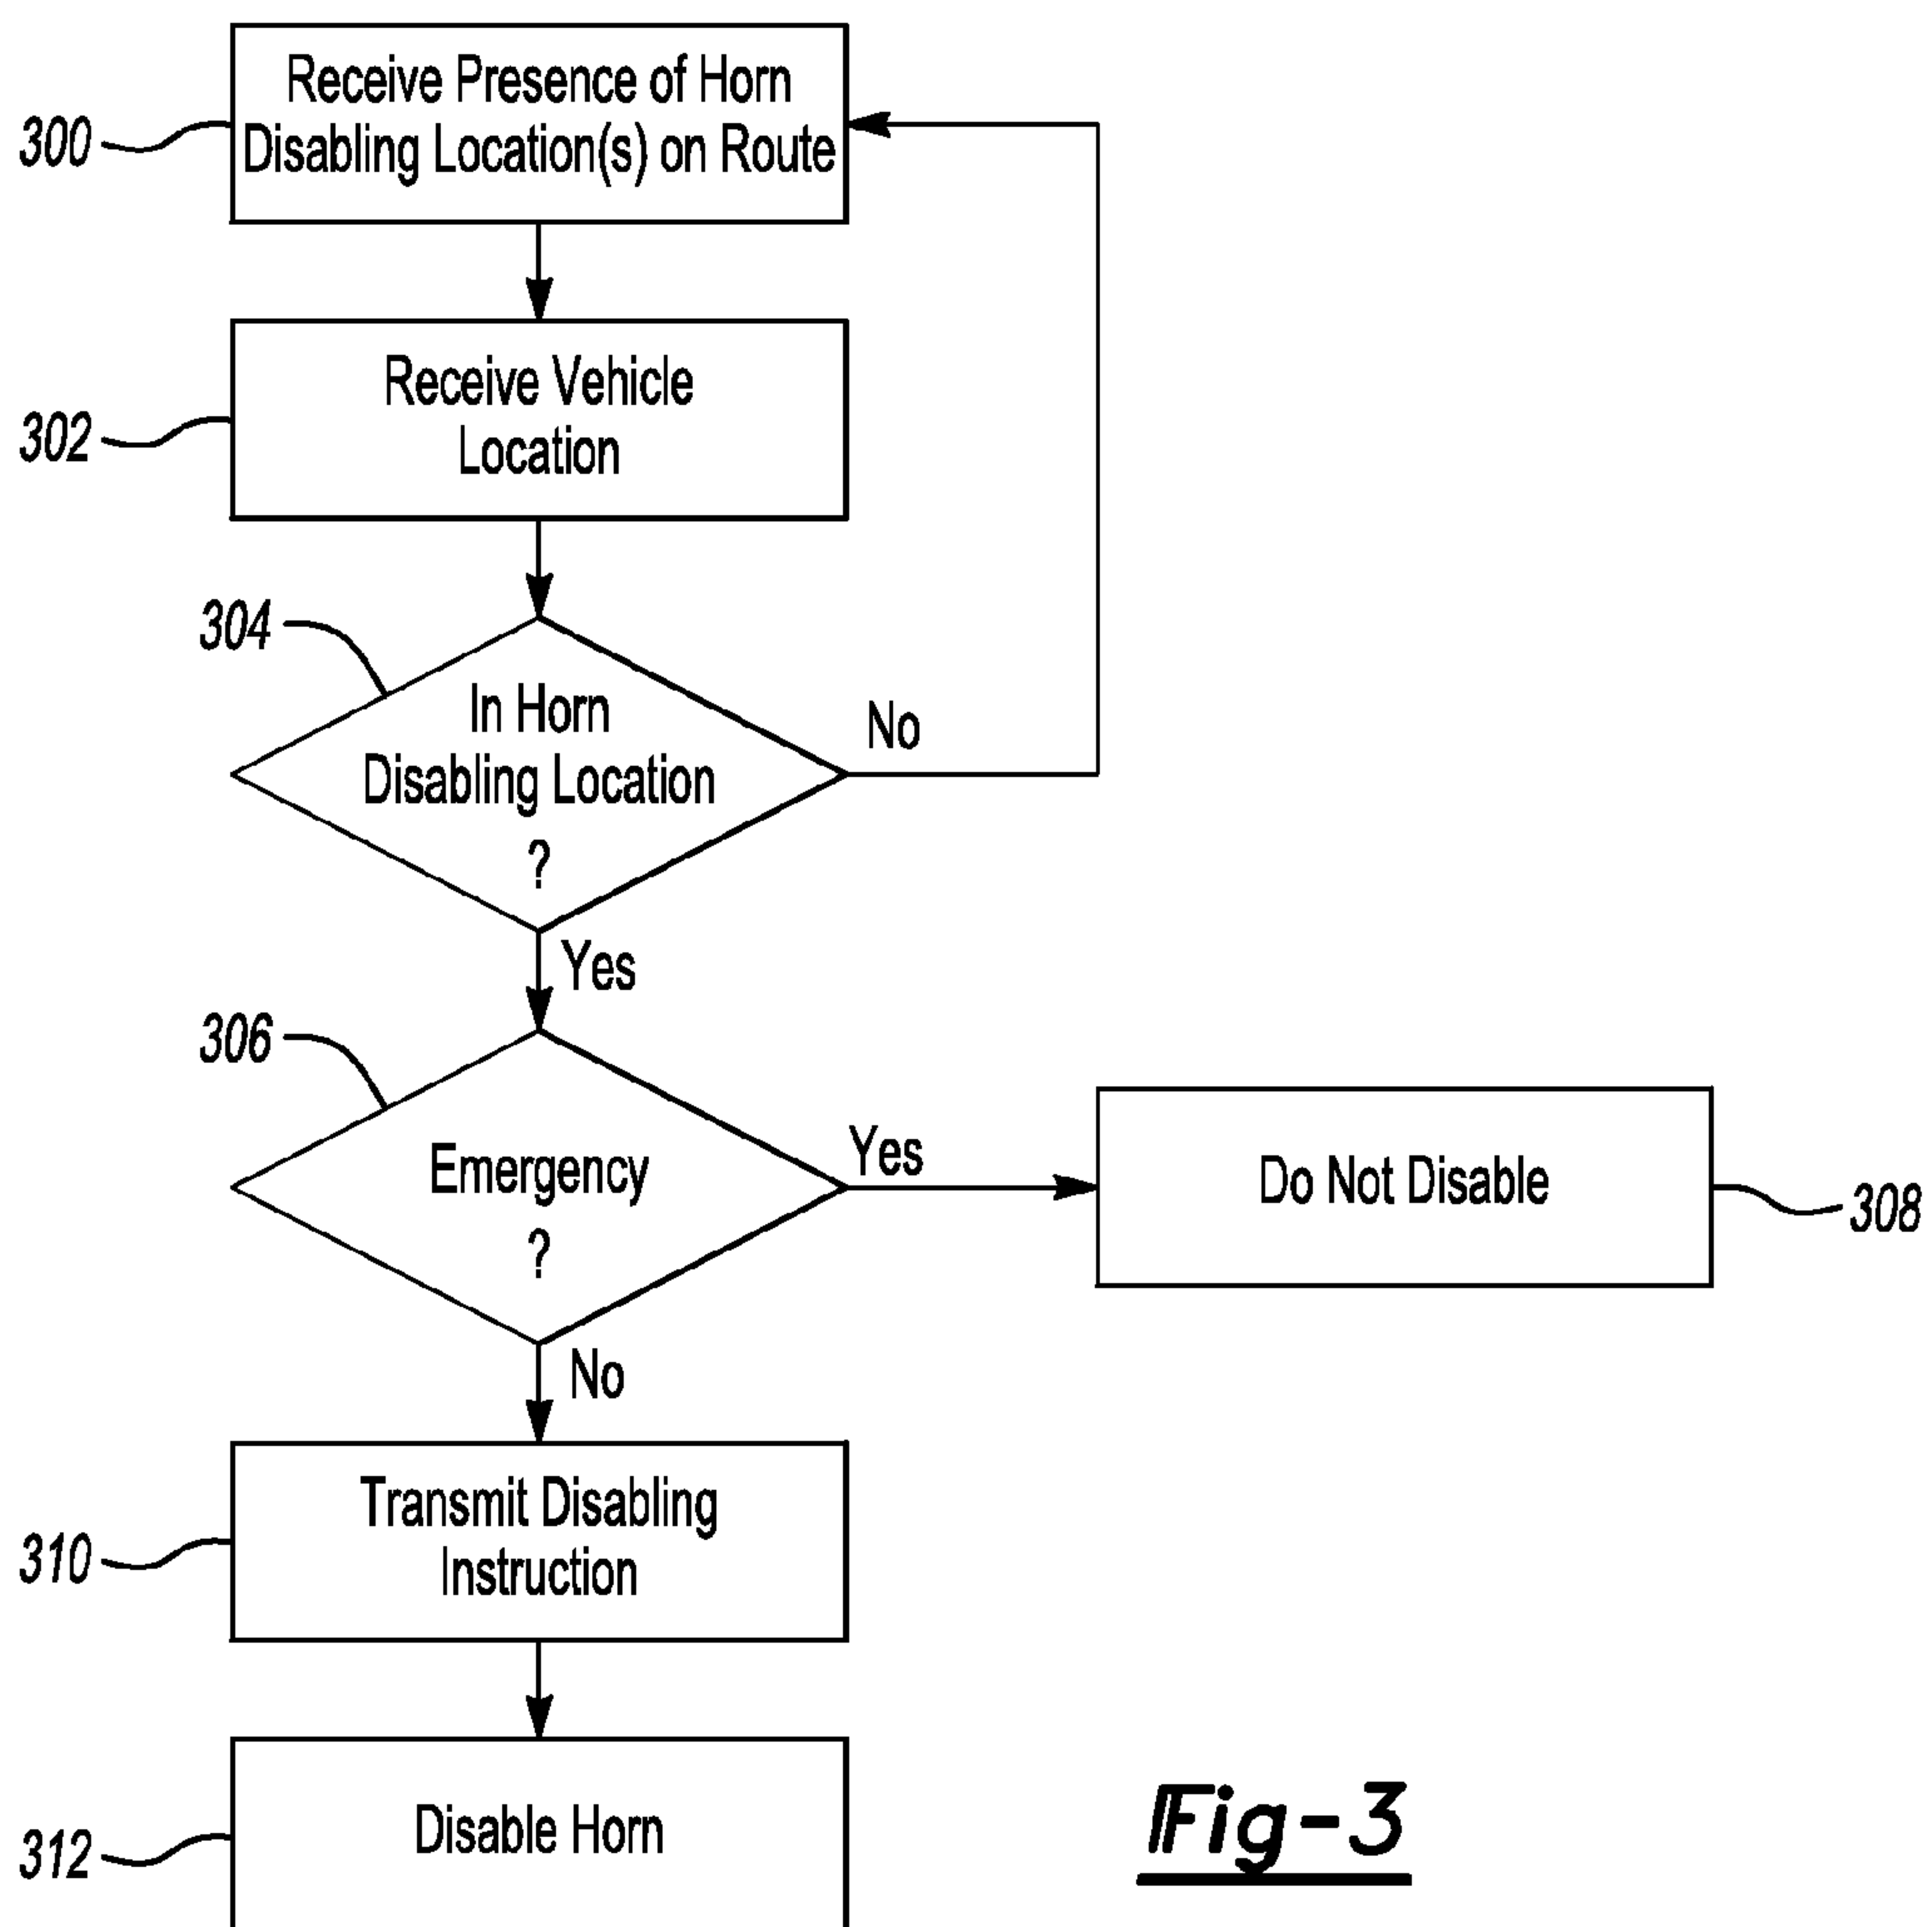 300
Receive Presence of Horn
Disabling Location(s) on Route
302
Receive Vehicle
Location
304
In Horn
Disabling Location
?
No
Yes
306
Emergency
?
Yes
Do Not Disable
308
No
310
Transmit Disabling
Instruction
312
Disable Horn
Fig-3